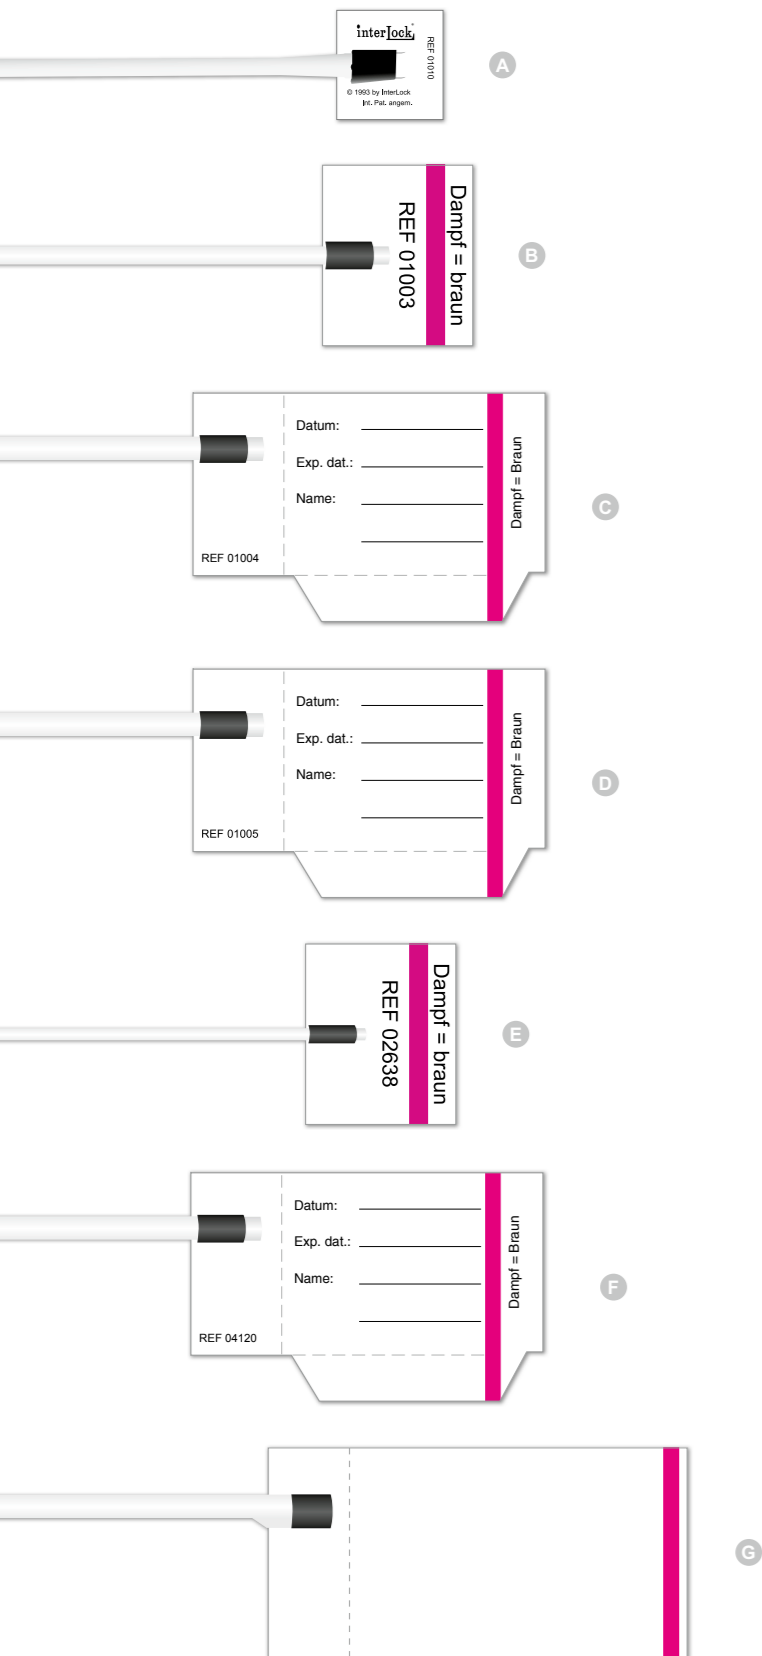 interlock
REF 01010
© 1993 by InterLock
Int. Pat. angem.
A
Dampf = braun
REF 01003
B
Datum:
Exp. dat.:
Name:
Dampf = Braun
REF 01004
C
Datum:
Exp. dat.:
Name:
Dampf = Braun
REF 01005
D
Dampf = braun
REF 02638
E
Datum:
Exp. dat.:
Name:
Dampf = Braun
REF 04120
F
G